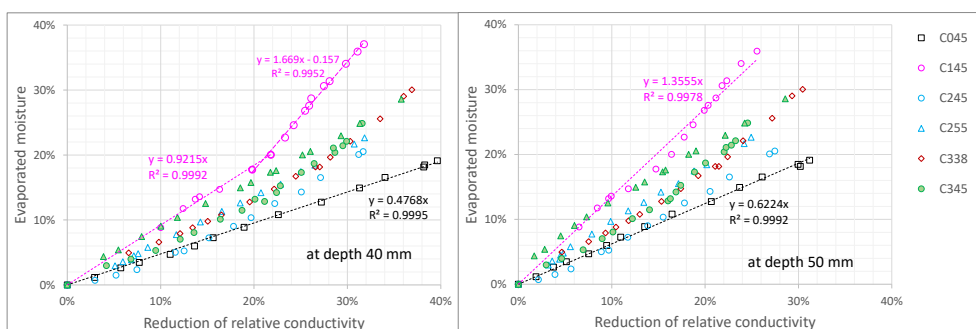 40%
30%
20%
10%
0%
0%
10%
20%
30%
40%
Evaporated moisture
Reduction of relative conductivity
y = 1.669x - 0.157
R² = 0.9952
y = 0.9215x
R² = 0.9992
y = 0.4768x
R² = 0.9995
at depth 40 mm
40%
30%
20%
10%
0%
0%
10%
20%
30%
40%
Evaporated moisture
Reduction of relative conductivity
y = 1.3555x
R² = 0.9978
y = 0.6224x
R² = 0.9992
at depth 50 mm
C045
C145
C245
C255
C338
C345